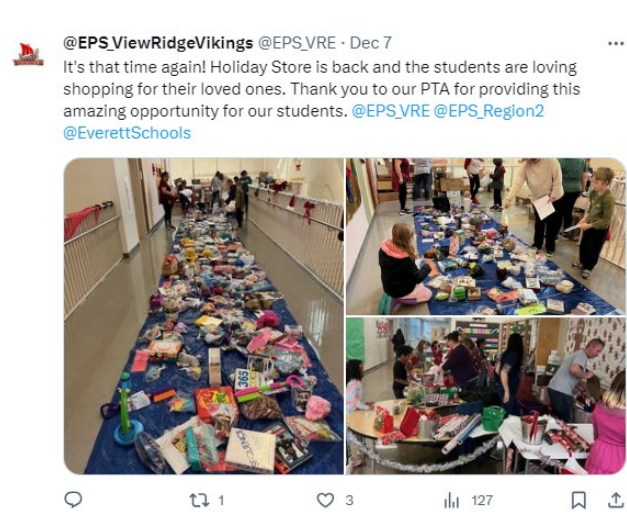 @EPS_ViewRidgeVikings @EPS_VRE · Dec 7
It's that time again! Holiday Store is back and the students are loving
shopping for their loved ones. Thank you to our PTA for providing this
amazing opportunity for our students. @EPS_VRE @EPS_Region2
@EverettSchools
365
SEQUENCE
1
3
127